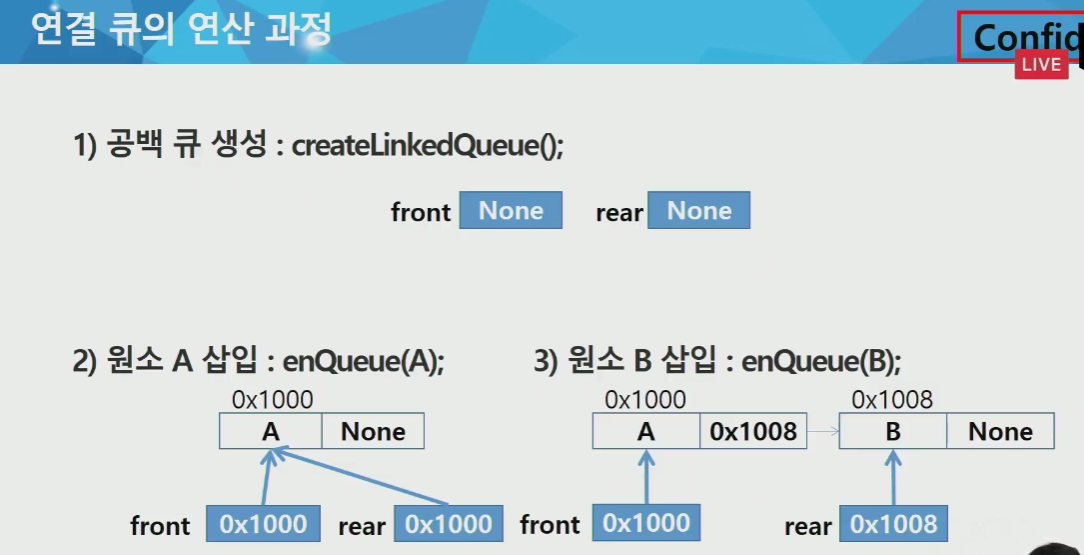 연결 큐의 연산 과정
Confid
LIVE
1) 공백 큐 생성 : createLinkedQueue();
front None rear None
2) 원소 A 삽입 : enQueue(A);
0x1000
A None
front 0x1000 rear 0x1000
3) 원소 B 삽입 : enQueue(B);
0x1000 0x1008
A 0x1008 B None
front 0x1000 rear 0x1008